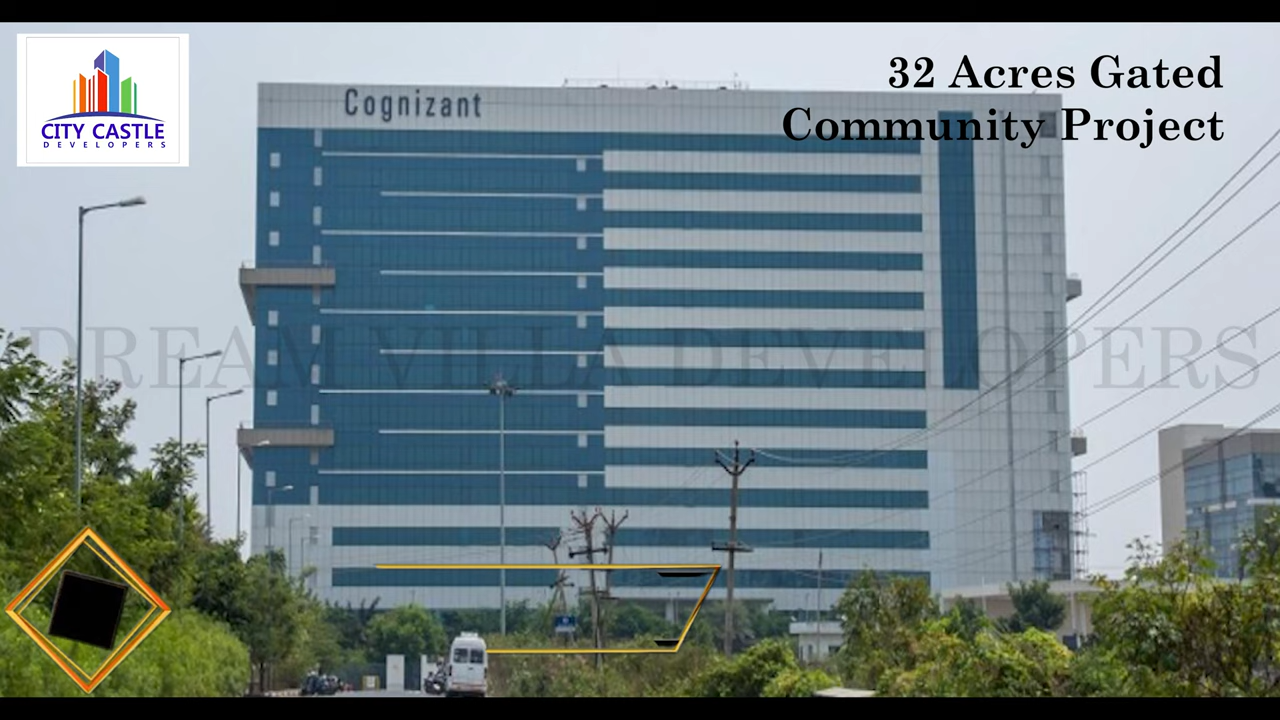 CITY CASTLE
DEVELOPERS
Cognizant
32 Acres Gated
Community Project
DREAM VILLA DEVELOPERS